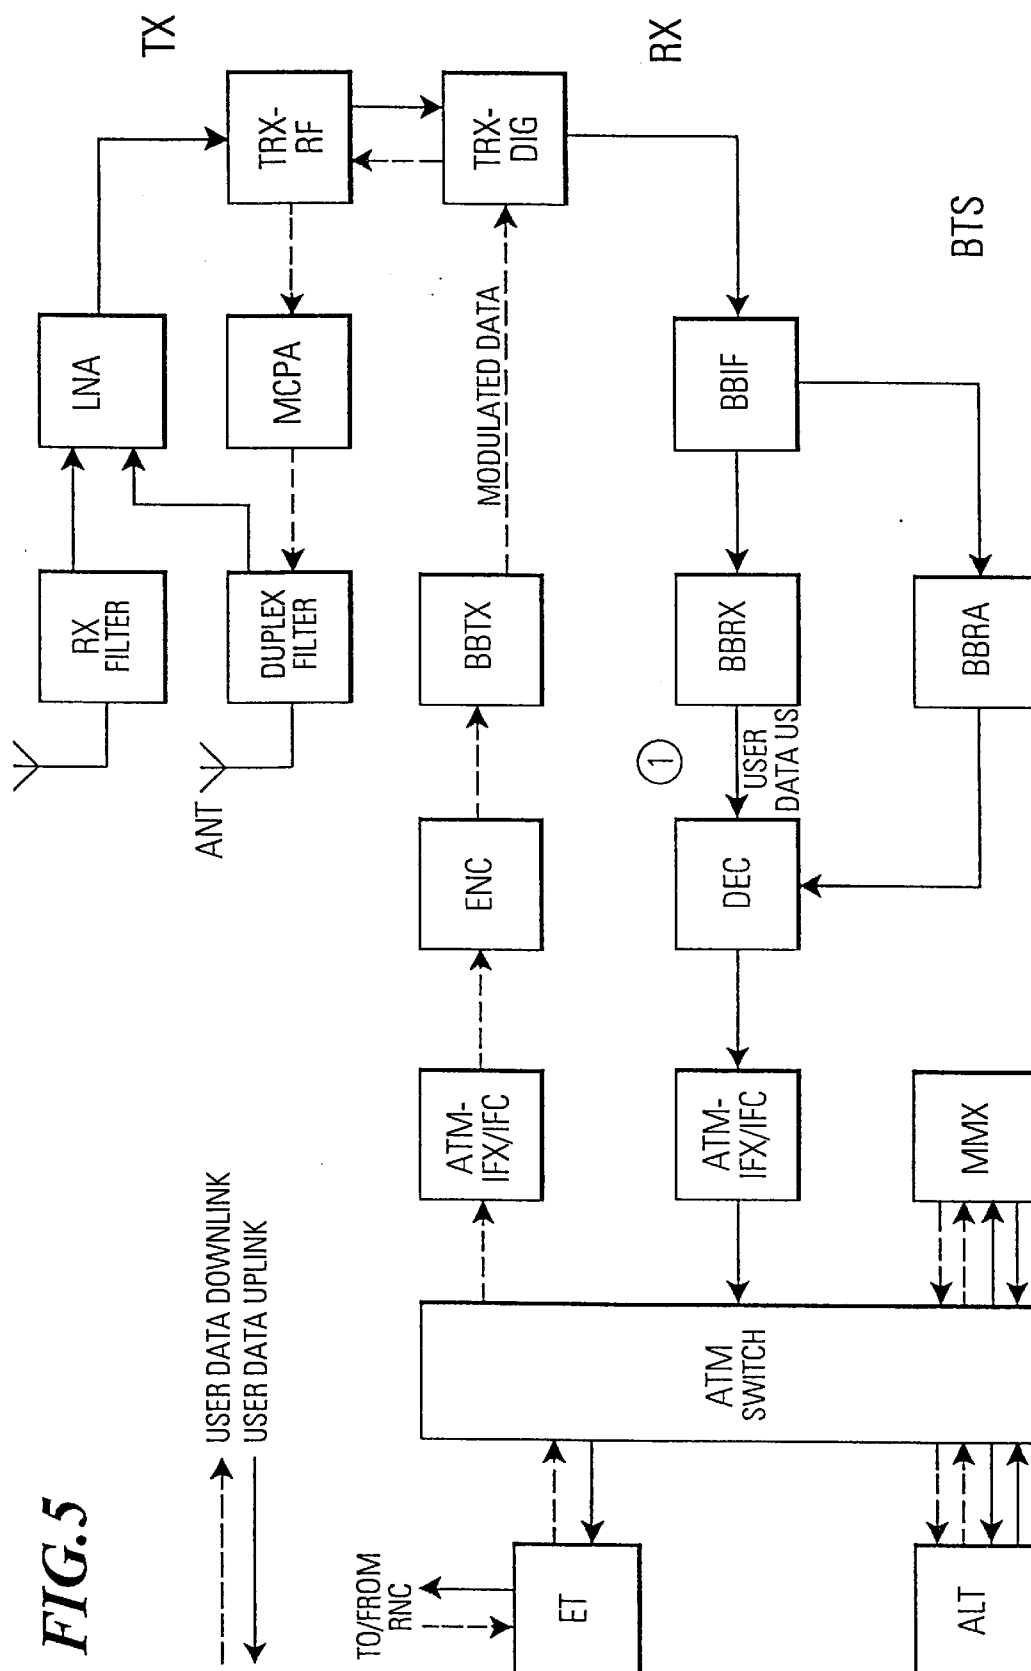 FIG.5
USER DATA DOWNLINK
USER DATA UPLINK
TX
RX
RX
FILTER
LNA
TRX-
RF
ANT
DUPLEX
FILTER
MCPA
TO/FROM
RNC
ET
ATM
SWITCH
ATM-
IFX/IFC
ENC
BBTX
MODULATED DATA
TRX-
DIG
ATM-
IFX/IFC
DEC
1
USER
DATA US
BBRX
BBIF
ALT
MMX
BBRA
BTS